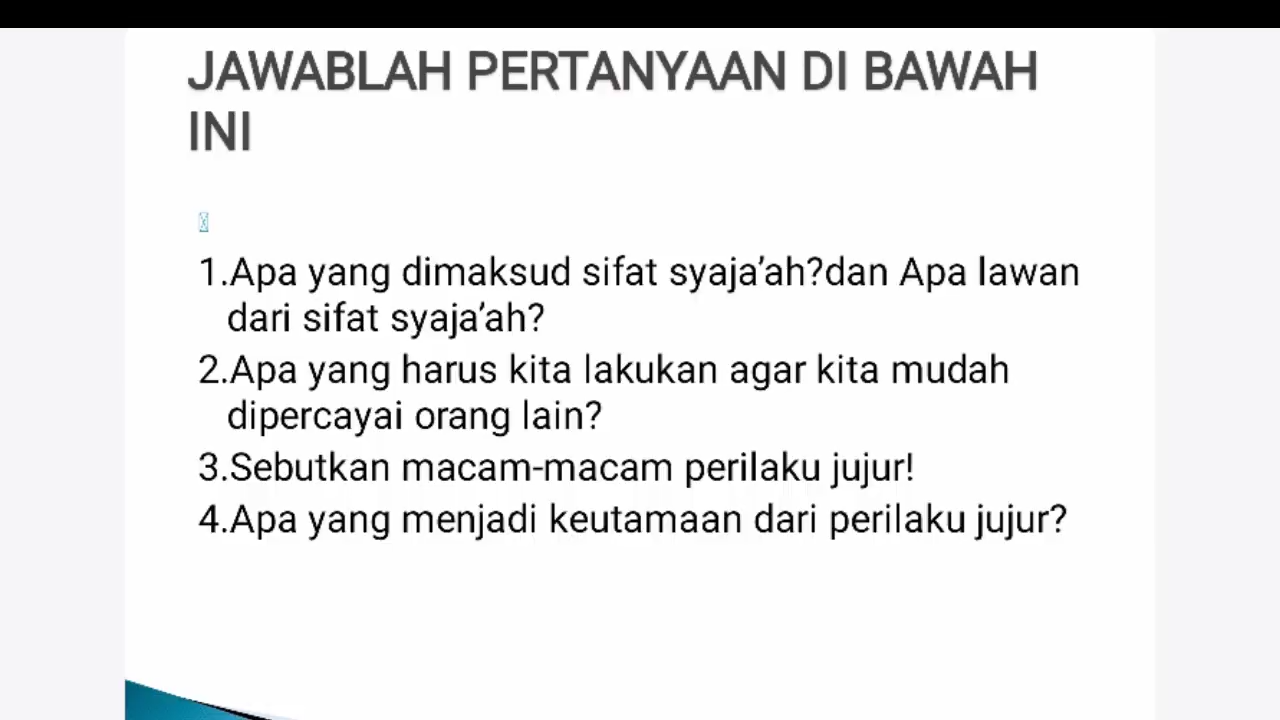 JAWABLAH PERTANYAAN DI BAWAH
INI
1.Apa yang dimaksud sifat syaja’ah?dan Apa lawan
dari sifat syaja’ah?
2.Apa yang harus kita lakukan agar kita mudah
dipercayai orang lain?
3.Sebutkan macam-macam perilaku jujur!
4.Apa yang menjadi keutamaan dari perilaku jujur?